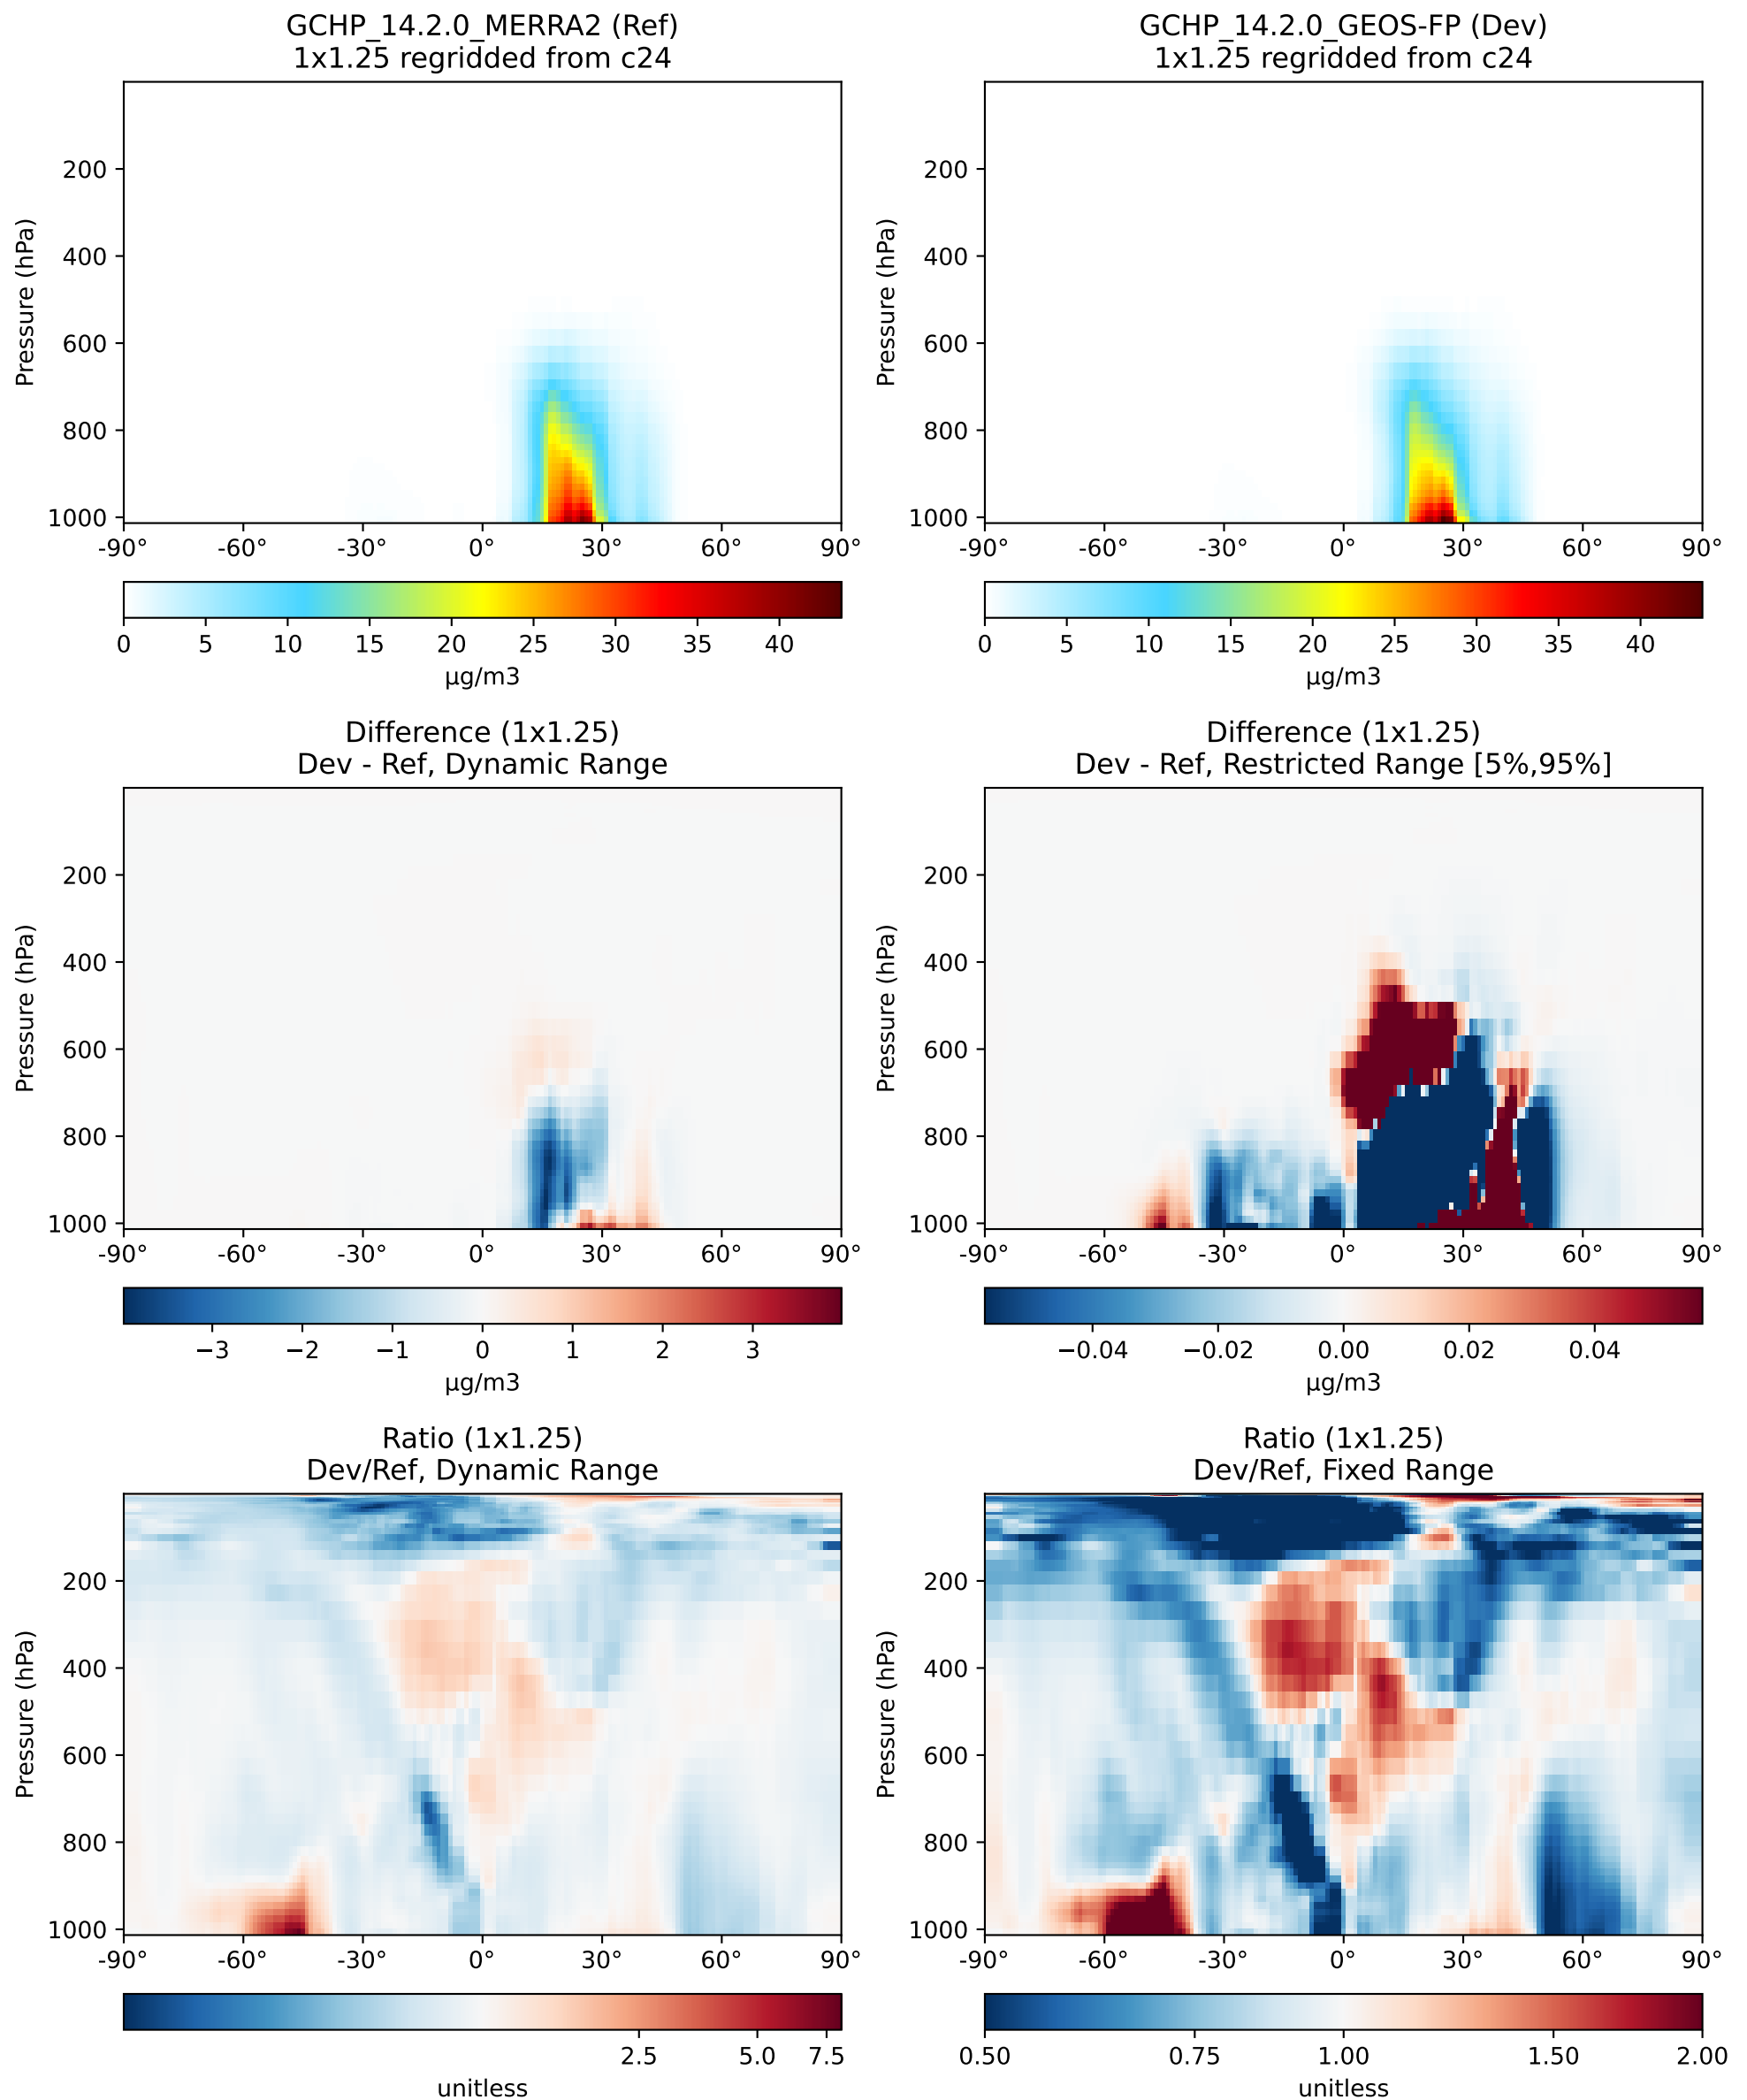 GCHP_14.2.0_MERRA2 (Ref)
1x1.25 regridded from c24
Pressure (hPa)
200
400
600
800
1000
-90° -60° -30° 0° 30° 60° 90°
0 5 10 15 20 25 30 35 40
µg/m3
GCHP_14.2.0_GEOS-FP (Dev)
1x1.25 regridded from c24
Pressure (hPa)
200
400
600
800
1000
-90° -60° -30° 0° 30° 60° 90°
0 5 10 15 20 25 30 35 40
µg/m3
Difference (1x1.25)
Dev - Ref, Dynamic Range
Pressure (hPa)
200
400
600
800
1000
-90° -60° -30° 0° 30° 60° 90°
−3 −2 −1 0 1 2 3
µg/m3
Difference (1x1.25)
Dev - Ref, Restricted Range [5%,95%]
Pressure (hPa)
200
400
600
800
1000
-90° -60° -30° 0° 30° 60° 90°
−0.04 −0.02 0.00 0.02 0.04
µg/m3
Ratio (1x1.25)
Dev/Ref, Dynamic Range
Pressure (hPa)
200
400
600
800
1000
-90° -60° -30° 0° 30° 60° 90°
2.5 5.0 7.5
unitless
Ratio (1x1.25)
Dev/Ref, Fixed Range
Pressure (hPa)
200
400
600
800
1000
-90° -60° -30° 0° 30° 60° 90°
0.50 0.75 1.00 1.50 2.00
unitless